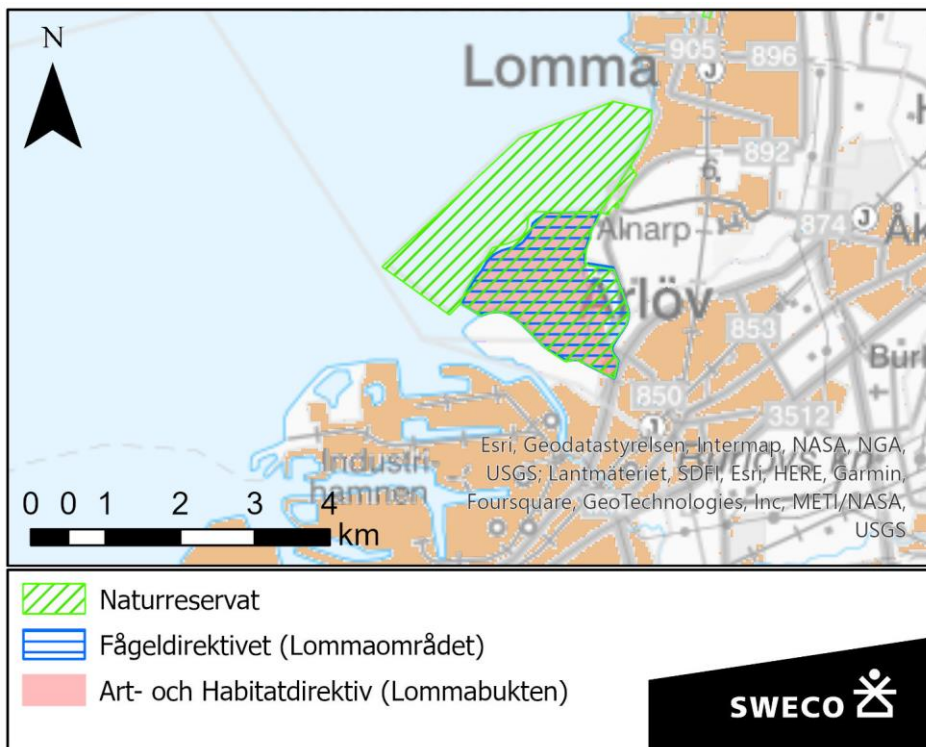 N
Lomma
905
896
J
892
6
874
J
Åk
Alnarp
Arlöv
853
Burl
850
3512
J
Industri-
hamnen
Esri, Geodatastyrelsen, Intermap, NASA, NGA,
USGS; Lantmäteriet, SDFI, Esri, HERE, Garmin,
Foursquare, GeoTechnologies, Inc, METI/NASA,
USGS
0 0 1 2 3 4
km
Naturreservat
Fågeldirektivet (Lommaområdet)
Art- och Habitatdirektiv (Lommabukten)
SWECO